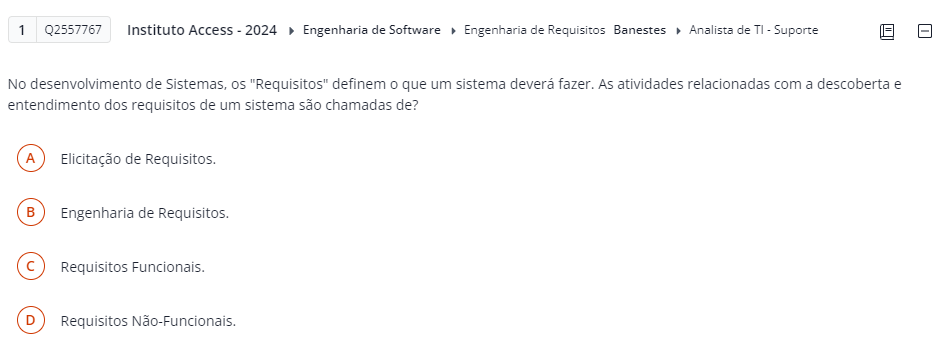 1 Q2557767 Instituto Access - 2024 Engenharia de Software Engenharia de Requisitos Banestes Analista de TI - Suporte
No desenvolvimento de Sistemas, os "Requisitos" definem o que um sistema deverá fazer. As atividades relacionadas com a descoberta e
entendimento dos requisitos de um sistema são chamadas de?
A Elicitação de Requisitos.
B Engenharia de Requisitos.
C Requisitos Funcionais.
D Requisitos Não-Funcionais.